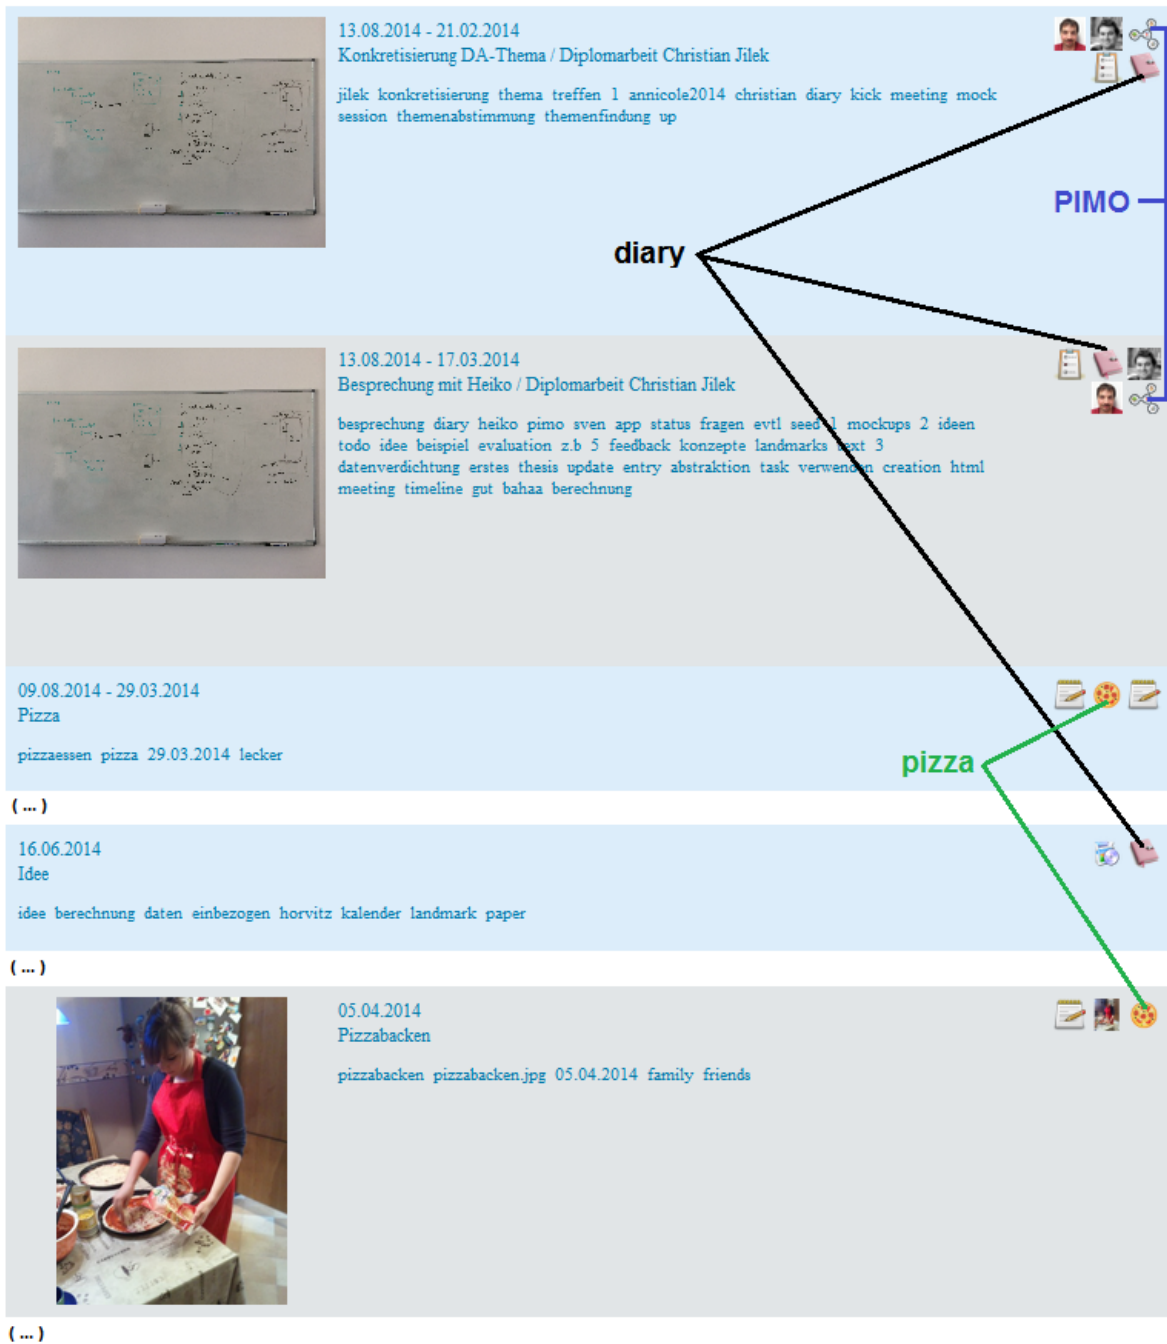 13.08.2014 - 21.02.2014
Konkretisierung DA-Thema / Diplomarbeit Christian Jilek
jilek konkretisierung thema treffen 1 annicole2014 christian diary kick meeting mock
session themenabstimmung themenfindung up
PIMO
diary
13.08.2014 - 17.03.2014
Besprechung mit Heiko / Diplomarbeit Christian Jilek
besprechung diary heiko pimo sven app status fragen evtl seed 1 mockups 2 ideen
todo idee beispiel evaluation z.b 5 feedback konzepte landmarks text 3
datenverdichtung erstes thesis update entry abstraktion task verwenden creation html
meeting timeline gut bahaa berechnung
09.08.2014 - 29.03.2014
Pizza
pizzaessen pizza 29.03.2014 lecker
pizza
( ... )
16.06.2014
Idee
idee berechnung daten einbezogen horvitz kalender landmark paper
( ... )
05.04.2014
Pizzabacken
pizzabacken pizzabacken.jpg 05.04.2014 family friends
( ... )